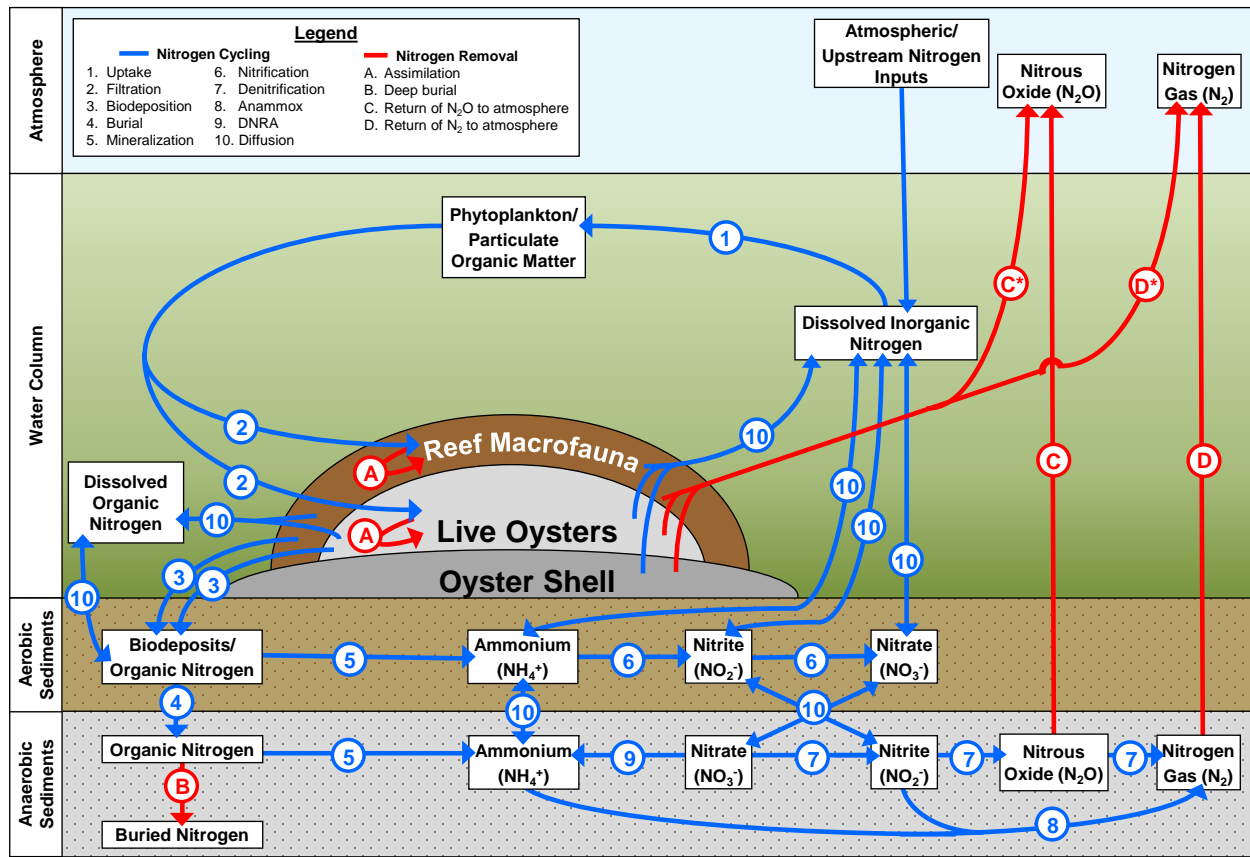 Legend
Nitrogen Cycling
1. Uptake
2. Filtration
3. Biodeposition
4. Burial
5. Mineralization
6. Nitrification
7. Denitrification
8. Anammox
9. DNRA
10. Diffusion
Nitrogen Removal
A. Assimilation
B. Deep burial
C. Return of N₂O to atmosphere
D. Return of N₂ to atmosphere
Atmosphere
Atmospheric/
Upstream Nitrogen
Inputs
Nitrous
Oxide (N₂O)
Nitrogen
Gas (N₂)
Water Column
Phytoplankton/
Particulate
Organic Matter
1
C*
D*
Dissolved Inorganic
Nitrogen
2
2
Reef Macrofauna
A
10
Dissolved
Organic
Nitrogen
10
A
Live Oysters
Oyster Shell
10
10
10
C
D
3
3
10
Aerobic
Sediments
Biodeposits/
Organic Nitrogen
5
Ammonium
(NH₄⁺)
6
Nitrite
(NO₂⁻)
6
Nitrate
(NO₃⁻)
4
10
10
Anaerobic
Sediments
Organic Nitrogen
5
Ammonium
(NH₄⁺)
9
Nitrate
(NO₃⁻)
7
Nitrite
(NO₂⁻)
7
Nitrous
Oxide (N₂O)
7
Nitrogen
Gas (N₂)
B
Buried Nitrogen
8